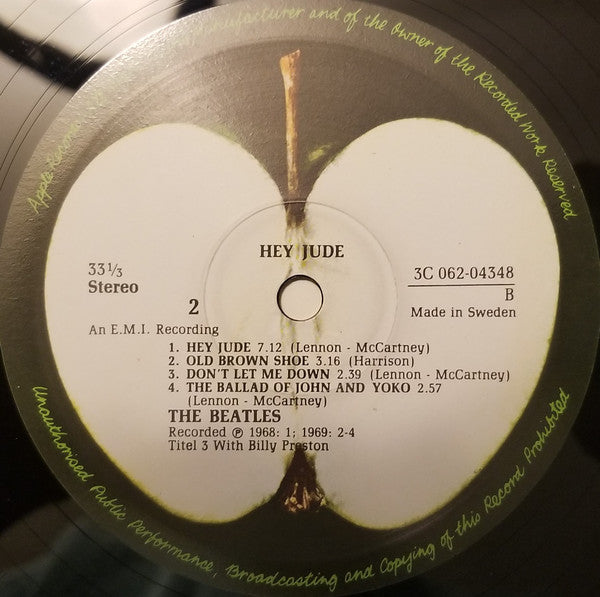 Apple Records
Manufacturer and of the Owner of the Recorded Work Reserved
HEY JUDE
33 1/3
Stereo
3C 062-04348
B
2
Made in Sweden
An E.M.I. Recording
1. HEY JUDE 7.12 (Lennon - McCartney)
2. OLD BROWN SHOE 3.16 (Harrison)
3. DON'T LET ME DOWN 2.39 (Lennon - McCartney)
4. THE BALLAD OF JOHN AND YOKO 2.57
(Lennon - McCartney)
THE BEATLES
Recorded ℗ 1968: 1; 1969: 2-4
Titel 3 With Billy Preston
Unauthorised Public Performance, Broadcasting and Copying of this Record Prohibited